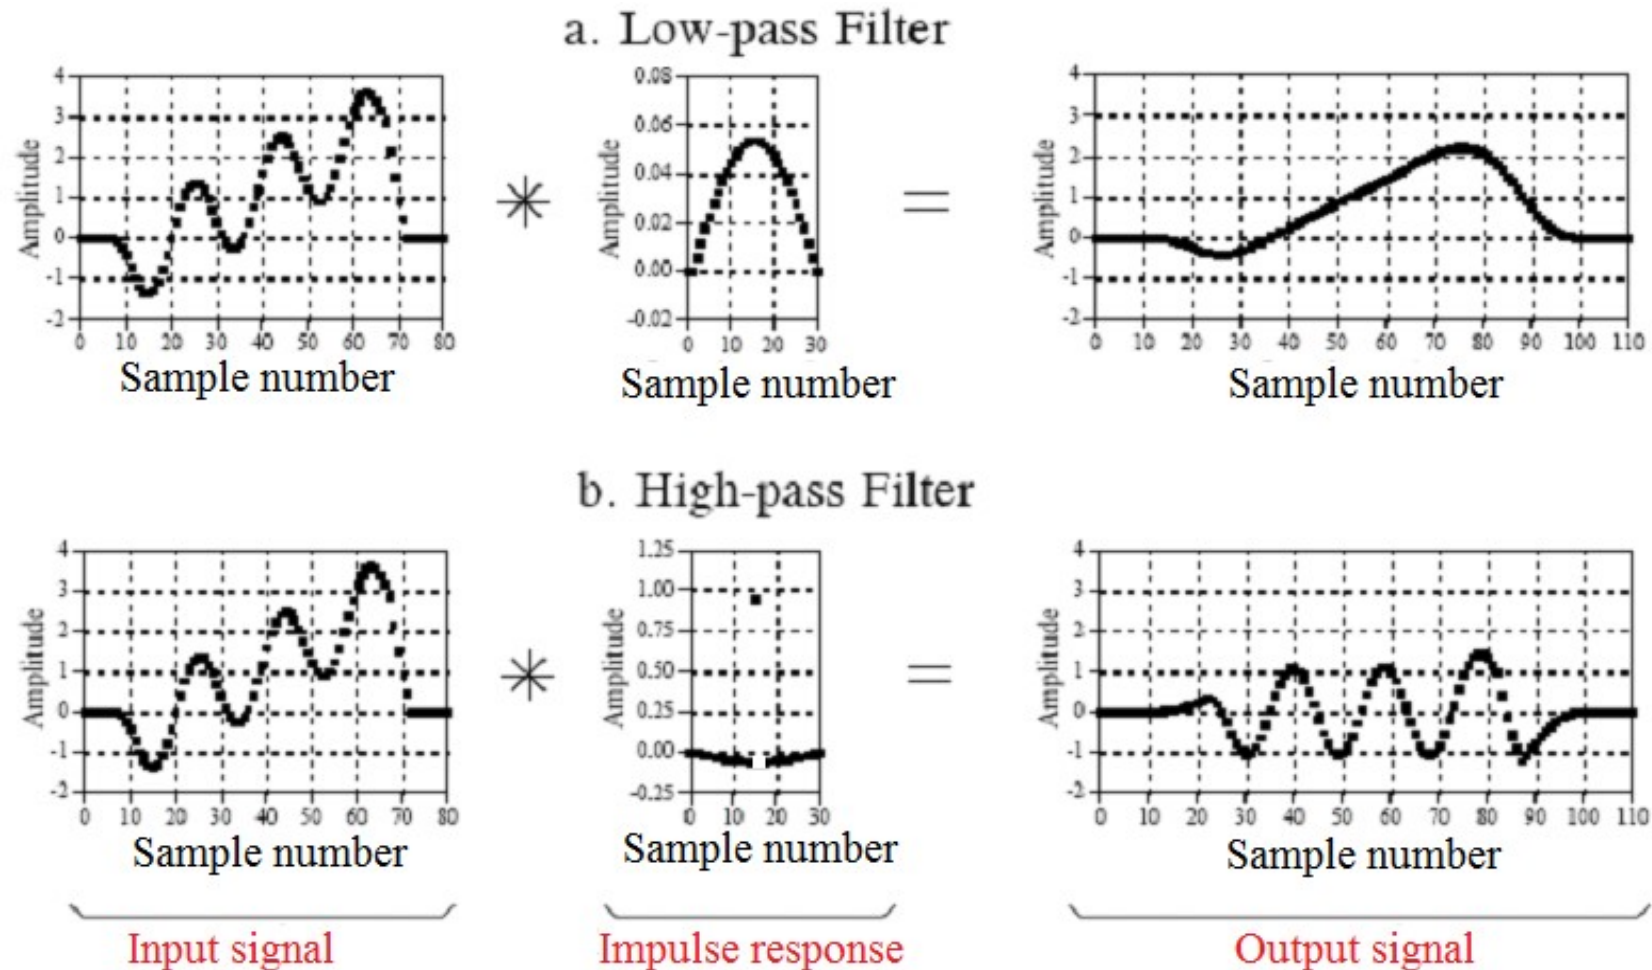 a. Low-pass Filter
4
3
2
1
0
-1
-2
Amplitude
0 10 20 30 40 50 60 70 80
Sample number
*
0.08
0.06
0.04
0.02
0.00
-0.02
Amplitude
0 10 20 30
Sample number
=
4
3
2
1
0
-1
-2
Amplitude
0 10 20 30 40 50 60 70 80 90 100 110
Sample number
b. High-pass Filter
4
3
2
1
0
-1
-2
Amplitude
0 10 20 30 40 50 60 70 80
Sample number
*
1.25
1.00
0.75
0.50
0.25
0.00
-0.25
Amplitude
0 10 20 30
Sample number
=
4
3
2
1
0
-1
-2
Amplitude
0 10 20 30 40 50 60 70 80 90 100 110
Sample number
Input signal
Impulse response
Output signal